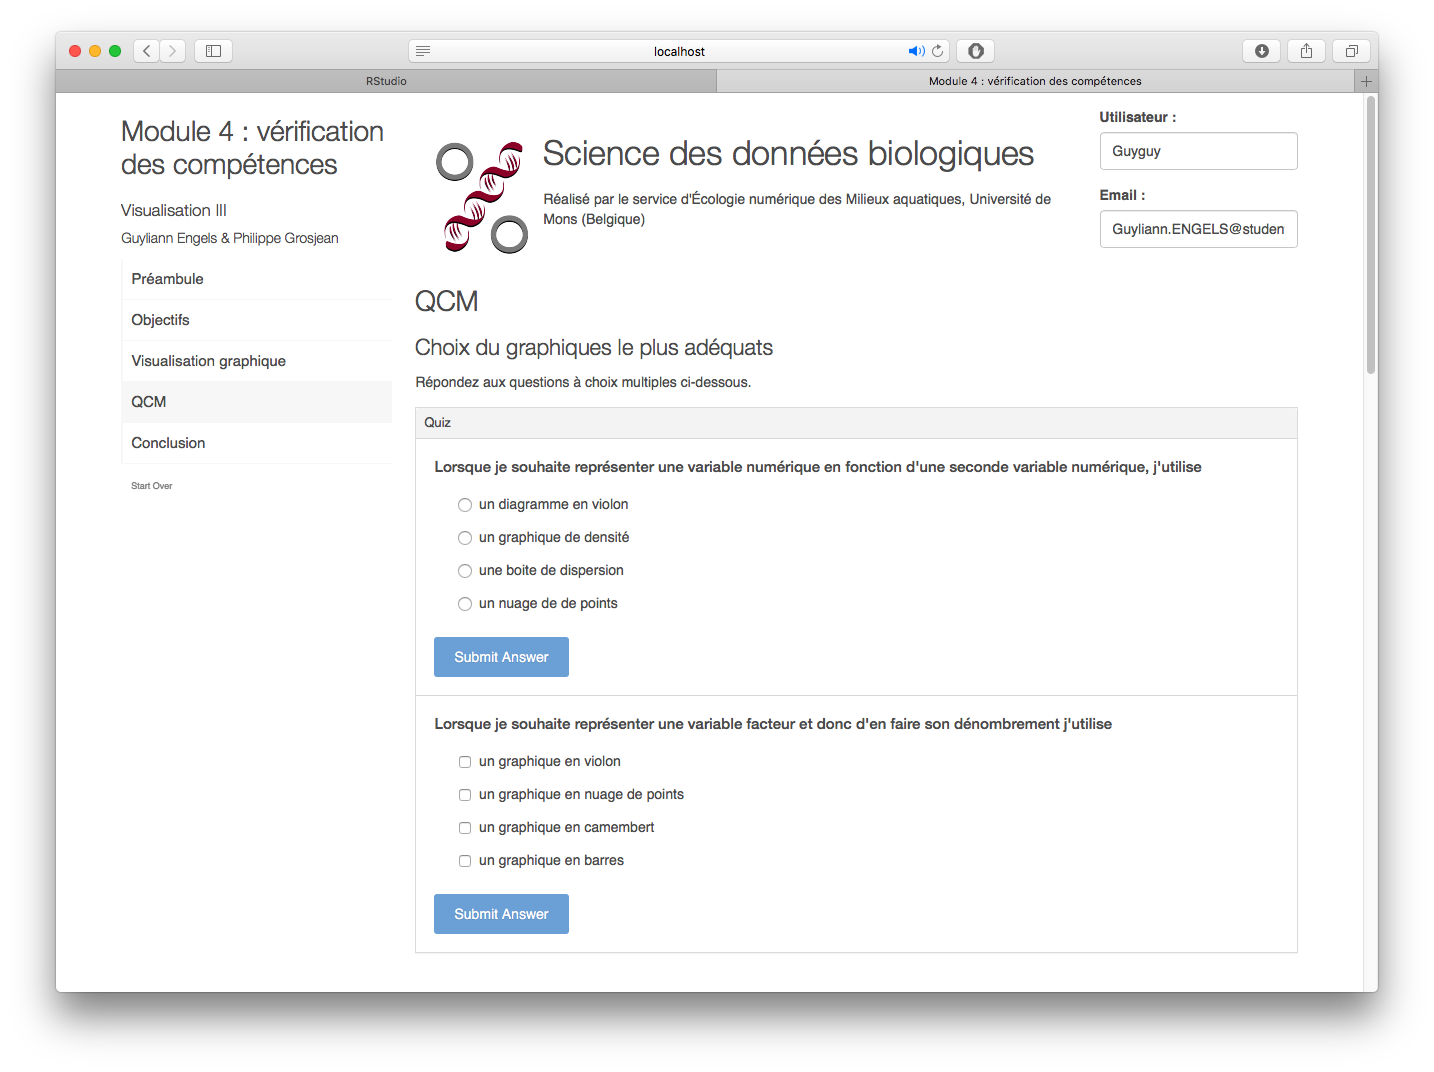 localhost
RStudio
Module 4 : vérification des compétences
Module 4 : vérification
des compétences
Visualisation III
Guyliann Engels & Philippe Grosjean
Préambule
Objectifs
Visualisation graphique
QCM
Conclusion
Start Over
Science des données biologiques
Réalisé par le service d'Écologie numérique des Milieux aquatiques, Université de
Mons (Belgique)
Utilisateur :
Guyguy
Email :
Guyliann.ENGELS@studen
QCM
Choix du graphiques le plus adéquats
Répondez aux questions à choix multiples ci-dessous.
Quiz
Lorsque je souhaite représenter une variable numérique en fonction d'une seconde variable numérique, j'utilise
un diagramme en violon
un graphique de densité
une boite de dispersion
un nuage de de points
Submit Answer
Lorsque je souhaite représenter une variable facteur et donc d'en faire son dénombrement j'utilise
un graphique en violon
un graphique en nuage de points
un graphique en camembert
un graphique en barres
Submit Answer